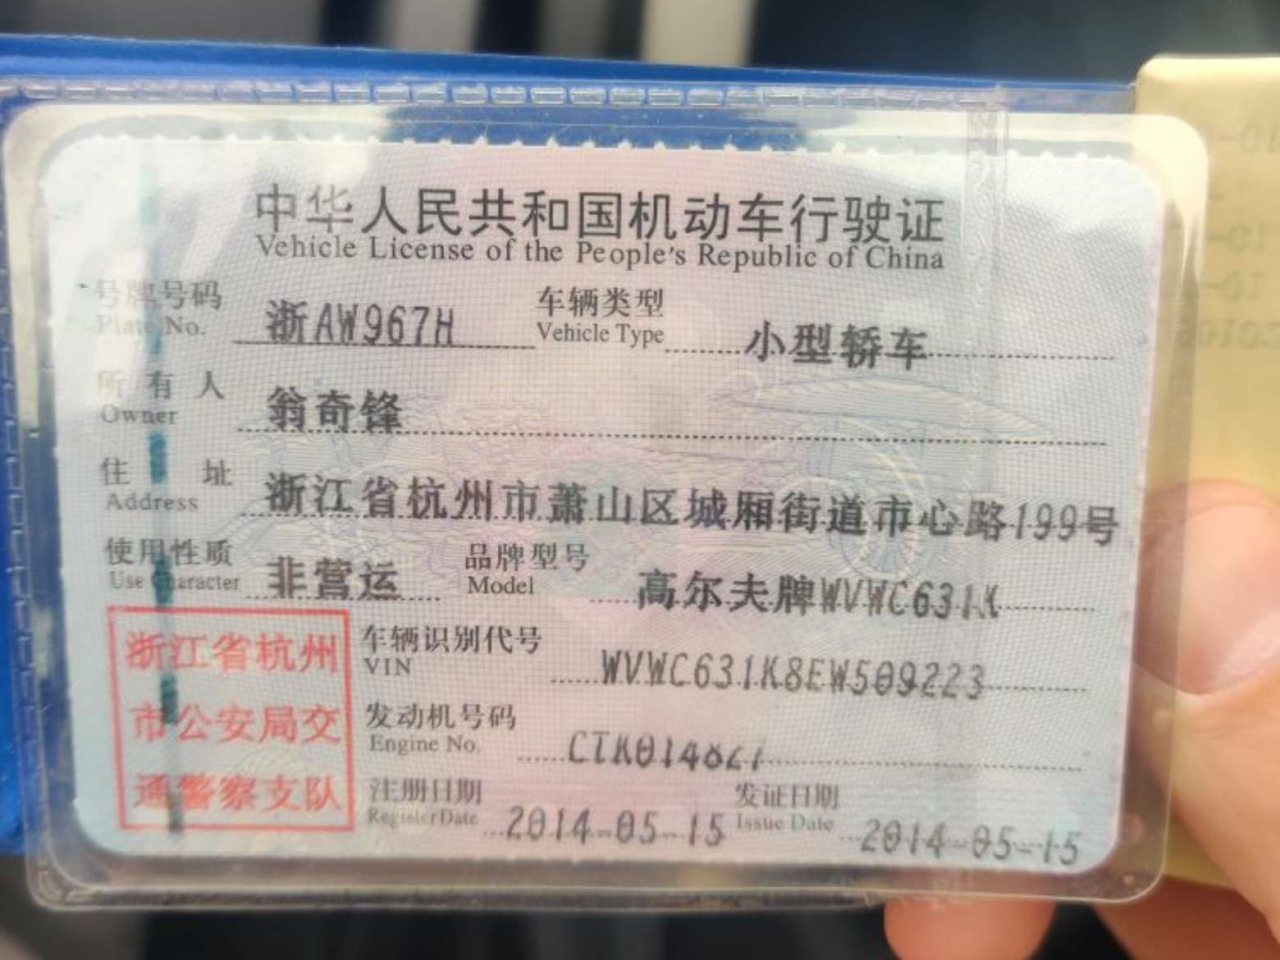 中华人民共和国机动车行驶证
Vehicle License of the People's Republic of China
号牌号码 浙AW967H 车辆类型 小型轿车
Plate No. Vehicle Type
所有人 翁奇锋
Owner
住址 浙江省杭州市萧山区城厢街道市心路199号
Address
使用性质 非营运 品牌型号 高尔夫牌WVWC631K
Use Character Model
浙江省杭州
市公安局交
通警察支队
车辆识别代号 WVWC631K8EW509223
VIN
发动机号码
Engine No.
注册日期 2014-05-15 发证日期 2014-05-15
Register Date Issue Date